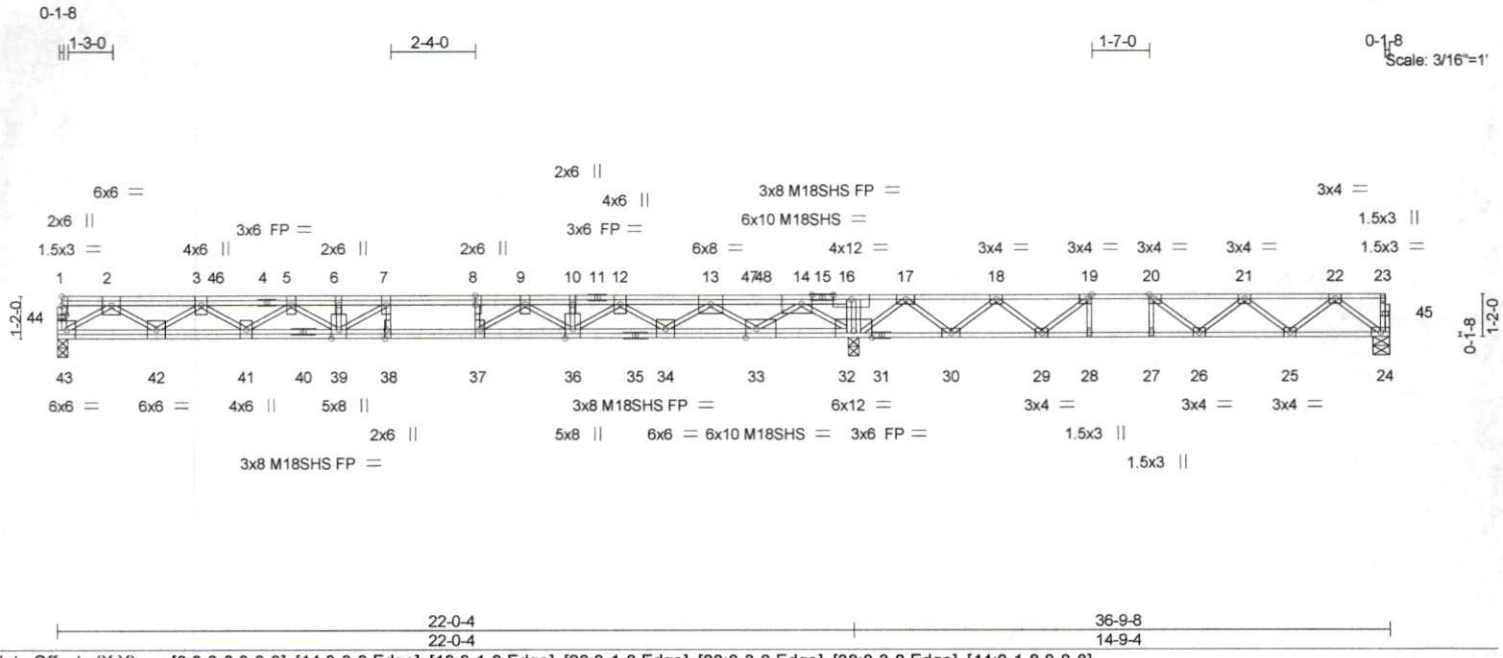 0-1-8
1-3-0 2-4-0 1-7-0 0-1-8
Scale: 3/16"=1'
2x6 ||
6x6 = 3x8 M18SHS FP = 3x4 =
4x6 ||
2x6 || 3x6 FP = 3x6 FP = 6x10 M18SHS = 1.5x3 ||
1.5x3 = 4x6 || 2x6 || 2x6 || 6x8 = 4x12 = 3x4 = 3x4 = 3x4 = 3x4 = 1.5x3 =
1 2 3 46 4 5 6 7 8 9 10 11 12 13 47 48 14 15 16 17 18 19 20 21 22 23
1-2-0 44 45 0-1-8 1-2-0
43 42 41 40 39 38 37 36 35 34 33 32 31 30 29 28 27 26 25 24
6x6 = 6x6 = 4x6 || 5x8 || 3x8 M18SHS FP = 6x12 = 3x4 = 3x4 = 3x4 =
2x6 || 5x8 || 6x6 = 6x10 M18SHS = 3x6 FP = 1.5x3 ||
3x8 M18SHS FP = 1.5x3 ||
22-0-4 36-9-8
22-0-4 14-9-4